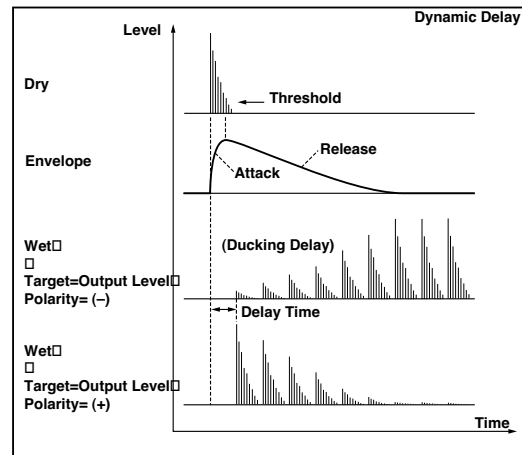 Dynamic Delay
Level
Dry
Threshold
Envelope
Release
Attack
Wet□
□
Target=Output Level□
Polarity= (–)
(Ducking Delay)
Delay Time
Wet□
□
Target=Output Level□
Polarity= (+)
Time